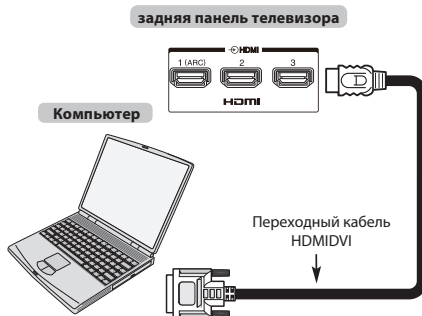 задняя панель телевизора
HDMI
1 (ARC) 2 3
HDMI
Компьютер
Переходный кабель
HDMIDVI